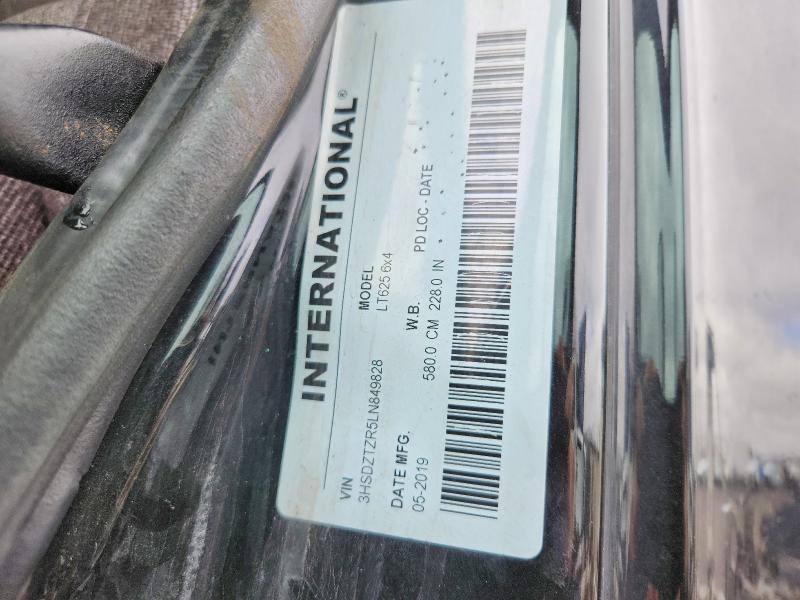 INTERNATIONAL®
VIN MODEL
3HSDZTZR5LN849828 LT625 6x4
DATE MFG. W.B. PD LOC - DATE
05-2019 580.0 CM 228.0 IN